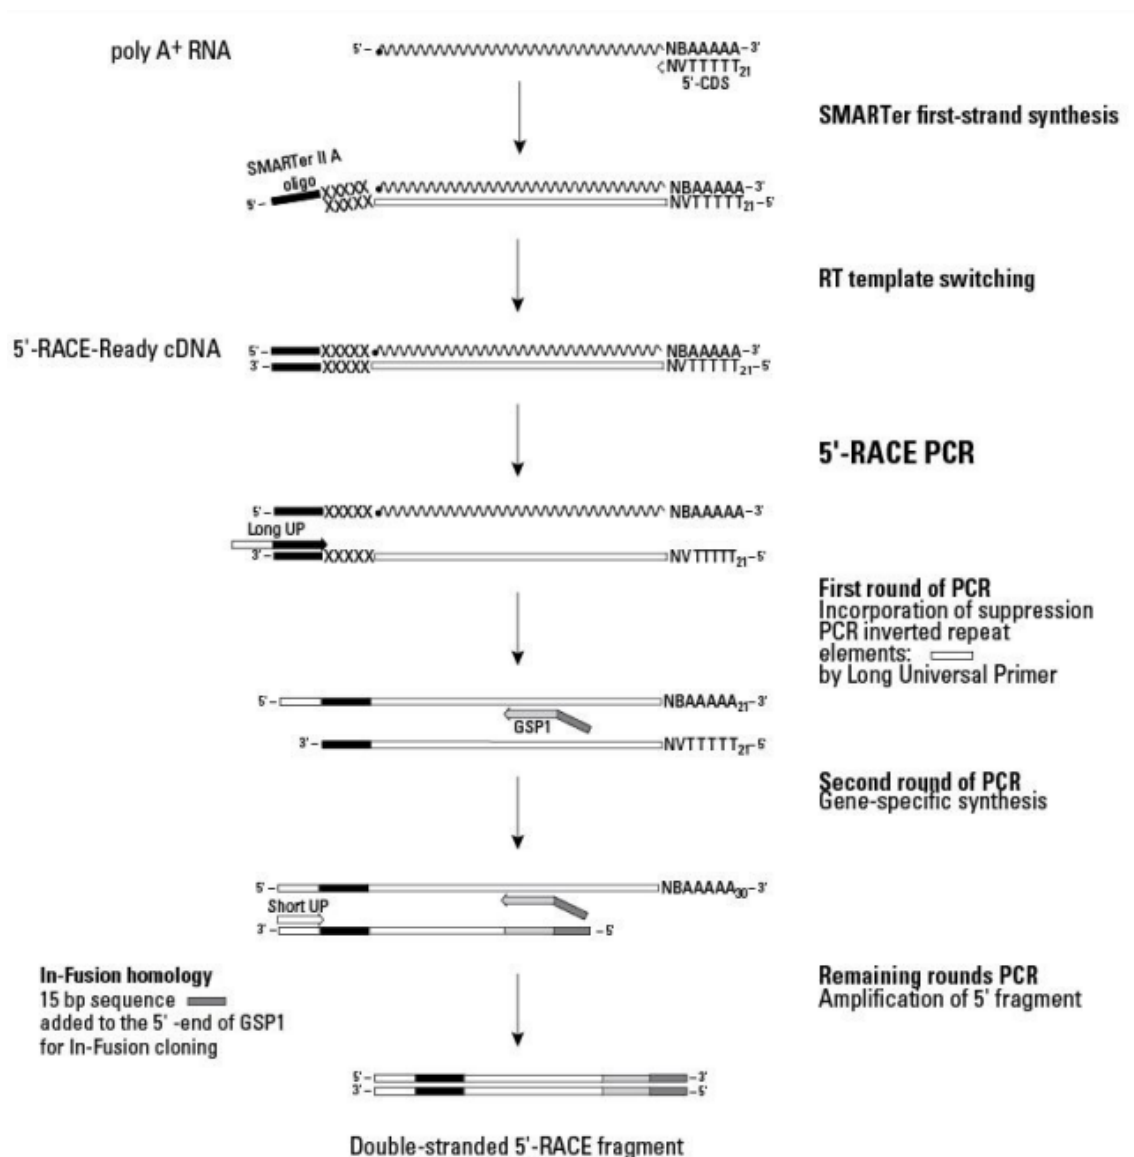 poly A+ RNA
5'-
NBAAAAA-3'
<NVTTTTT21
5'-CDS
SMARTer first-strand synthesis
SMARTer II A
oligo
XXXXX
NBAAAAA-3'
5'-
XXXXX
NVTTTTT21-5'
RT template switching
5'-RACE-Ready cDNA
5'-
XXXXX
NBAAAAA-3'
3'-
XXXXX
NVTTTTT21-5'
5'-RACE PCR
5'-
XXXXX
NBAAAAA-3'
Long UP
3'-
XXXXX
NVTTTTT21-5'
First round of PCR
Incorporation of suppression
PCR inverted repeat
elements:
by Long Universal Primer
5'-
NBAAAAA21-3'
GSP1
3'-
NVTTTTT21-5'
Second round of PCR
Gene-specific synthesis
5'-
NBAAAAA30-3'
Short UP
3'-
-5'
In-Fusion homology
15 bp sequence
added to the 5' -end of GSP1
for In-Fusion cloning
Remaining rounds PCR
Amplification of 5' fragment
5'-
-3'
3'-
-5'
Double-stranded 5'-RACE fragment